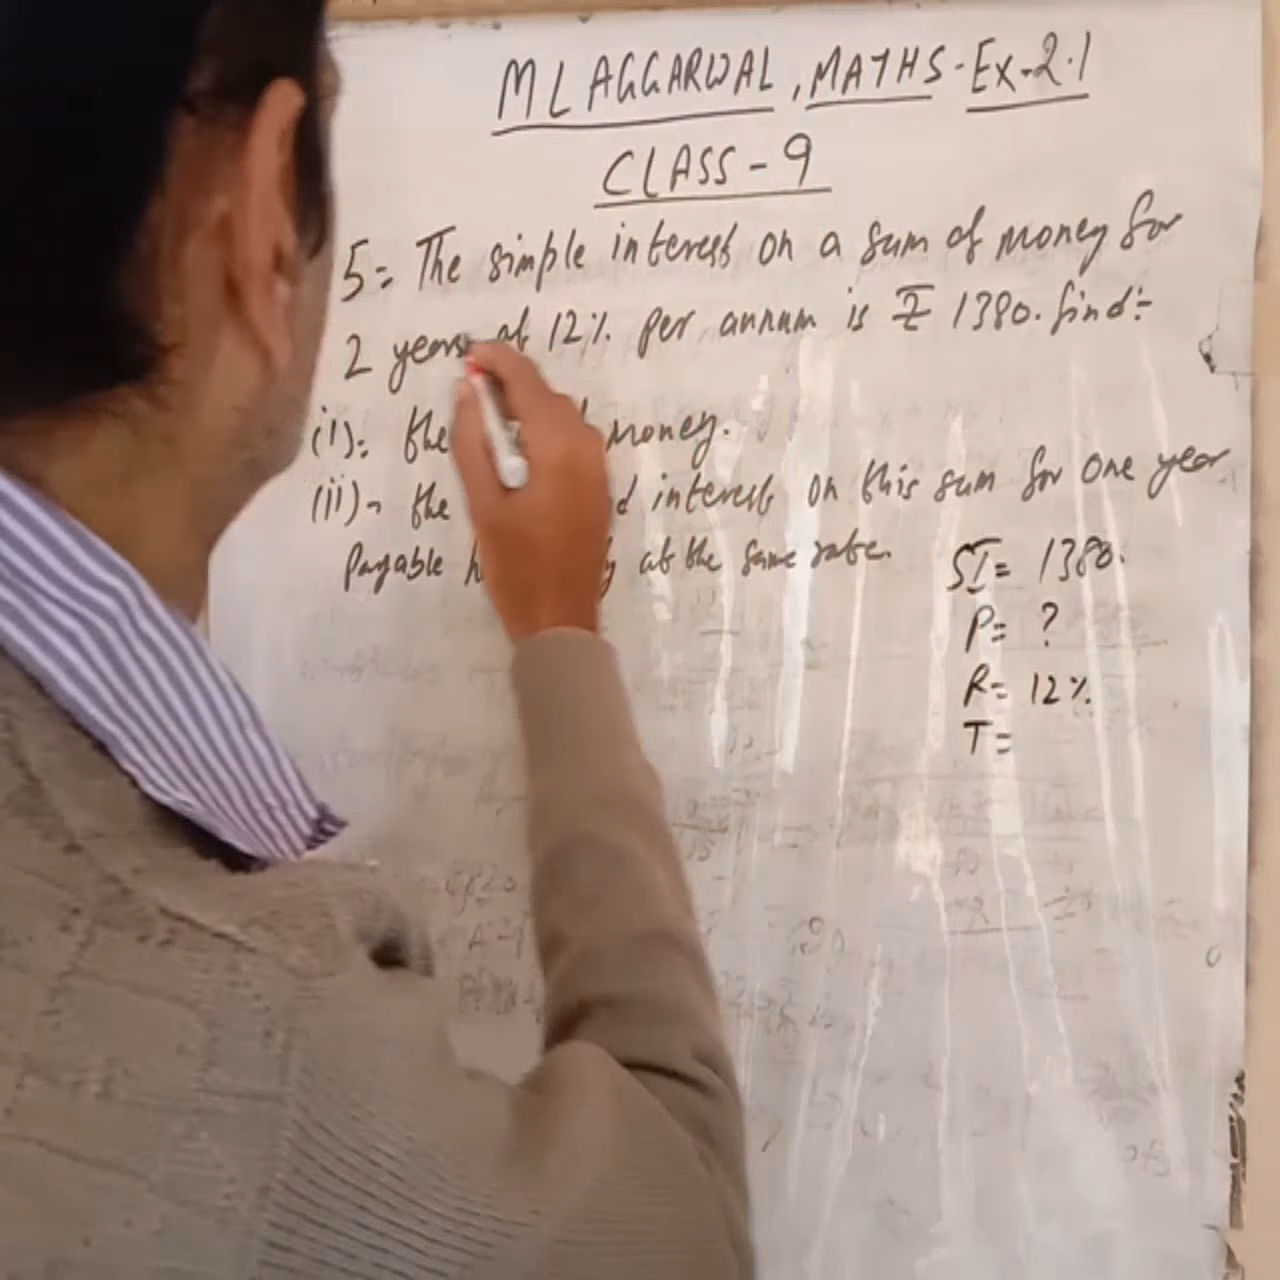 ML AGGARWAL, MATHS - EX-2.1
CLASS - 9
5= The simple interest on a sum of money for
2 years at 12% per annum is ₹ 1380. find:-
(i)= the money.
(ii)= the interest on this sum for one year
Payable at the same rate.
SI= 1380.
P= ?
R= 12%
T=